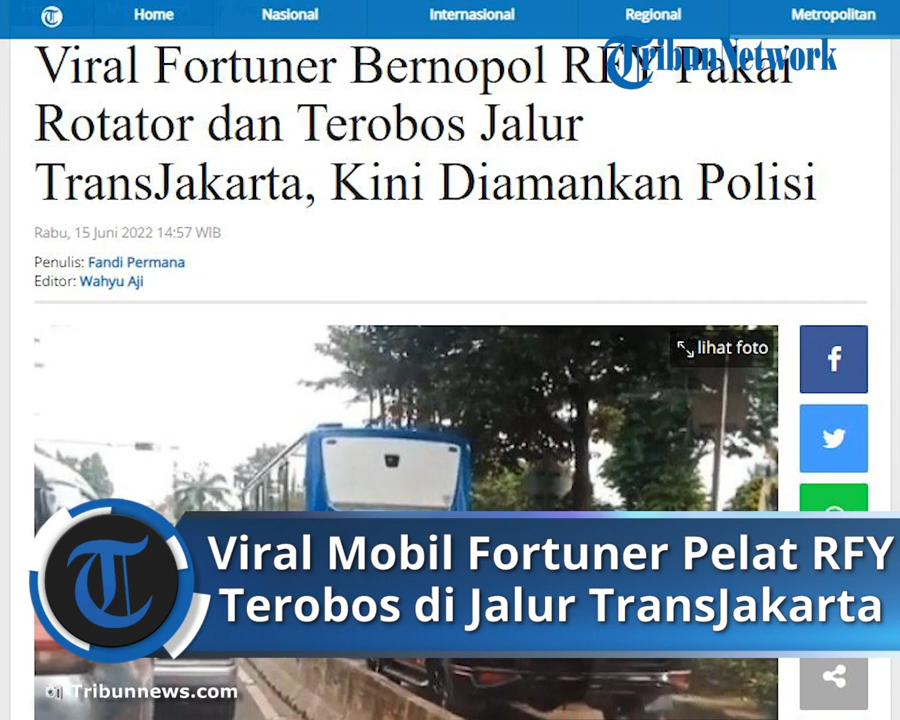 Home Nasional Internasional Regional Metropolitan
TribunNetwork
Viral Fortuner Bernopol RFY Pakai
Rotator dan Terobos Jalur
TransJakarta, Kini Diamankan Polisi
Rabu, 15 Juni 2022 14:57 WIB
Penulis: Fandi Permana
Editor: Wahyu Aji
lihat foto
Viral Mobil Fortuner Pelat RFY
Terobos di Jalur TransJakarta
Tribunnews.com